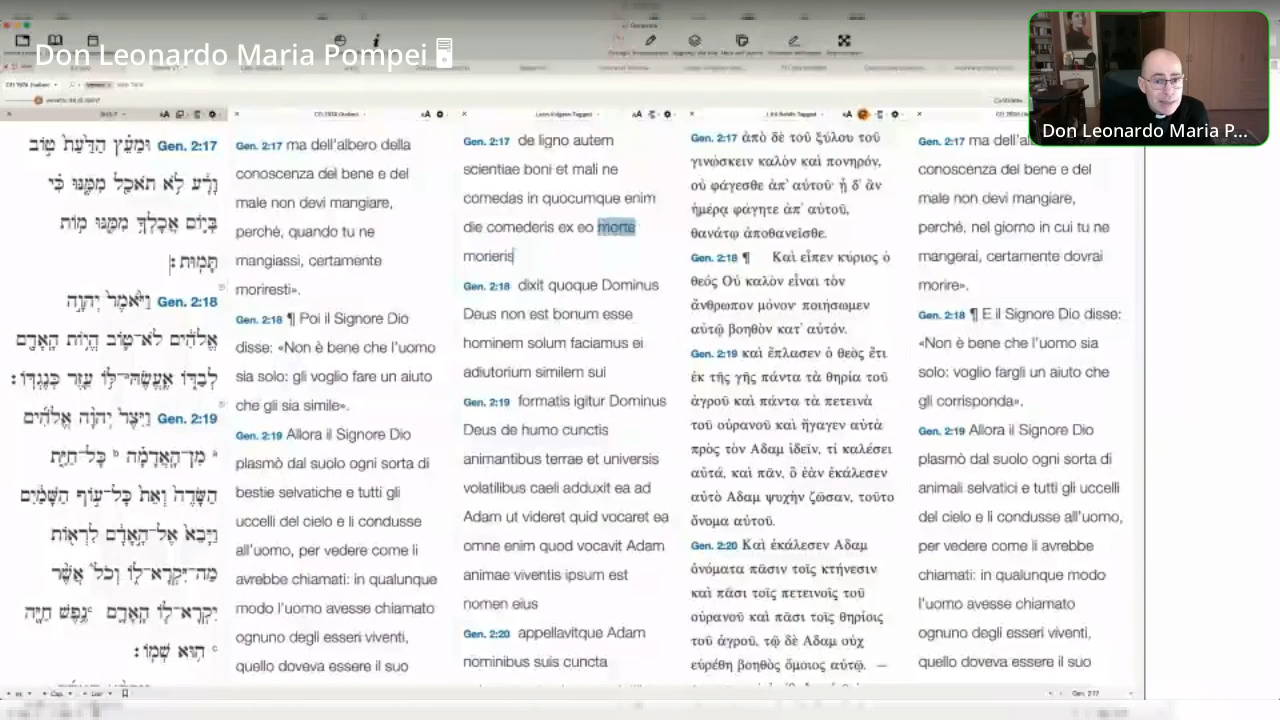 Don Leonardo Maria Pompei
Don Leonardo Maria P...
Gen. 2:17 וּמֵעֵ֗ץ הַדַּ֙עַת֙ ט֣וֹב
וָרָ֔ע לֹ֥א תֹאכַ֖ל מִמֶּ֑נּוּ כִּ֗י
בְּי֛וֹם אֲכָלְךָ֥ מִמֶּ֖נּוּ מ֥וֹת
תָּמֽוּת׃
Gen. 2:18 וַיֹּ֙אמֶר֙ יְהוָ֣ה
אֱלֹהִ֔ים לֹא־ט֛וֹב הֱי֥וֹת הָֽאָדָ֖ם
לְבַדּ֑וֹ אֶֽעֱשֶׂהּ־לּ֥וֹ עֵ֖זֶר כְּנֶגְדּֽוֹ׃
Gen. 2:19 וַיִּצֶר֩ יְהוָ֨ה אֱלֹהִ֜ים
מִן־הָֽאֲדָמָ֗ה כָּל־חַיַּ֤ת
הַשָּׂדֶה֙ וְאֵת֙ כָּל־ע֣וֹף הַשָּׁמַ֔יִם
וַיָּבֵא֙ אֶל־הָ֣אָדָ֔ם לִרְא֖וֹת
מַה־יִּקְרָא־ל֑וֹ וְכֹל֩ אֲשֶׁ֨ר
יִקְרָא־ל֧וֹ הָֽאָדָ֛ם נֶ֥פֶשׁ חַיָּ֖ה
ה֥וּא שְׁמֽוֹ׃
Gen. 2:17 ma dell'albero della
conoscenza del bene e del
male non devi mangiare,
perché, quando tu ne
mangiassi, certamente
moriresti».
Gen. 2:18 ¶ Poi il Signore Dio
disse: «Non è bene che l'uomo
sia solo: gli voglio fare un aiuto
che gli sia simile».
Gen. 2:19 Allora il Signore Dio
plasmò dal suolo ogni sorta di
bestie selvatiche e tutti gli
uccelli del cielo e li condusse
all'uomo, per vedere come li
avrebbe chiamati: in qualunque
modo l'uomo avesse chiamato
ognuno degli esseri viventi,
quello doveva essere il suo
Gen. 2:17 de ligno autem
scientiae boni et mali ne
comedas in quocumque enim
die comederis ex eo morte
morieris
Gen. 2:18 dixit quoque Dominus
Deus non est bonum esse
hominem solum faciamus ei
adiutorium similem sui
Gen. 2:19 formatis igitur Dominus
Deus de humo cunctis
animantibus terrae et universis
volatilibus caeli adduxit ea ad
Adam ut videret quid vocaret ea
omne enim quod vocavit Adam
animae viventis ipsum est
nomen eius
Gen. 2:20 appellavitque Adam
nominibus suis cuncta
Gen. 2:17 ἀπὸ δὲ τοῦ ξύλου τοῦ
γινώσκειν καλὸν καὶ πονηρόν,
οὐ φάγεσθε ἀπ᾽ αὐτοῦ· ᾗ δ᾽ ἂν
ἡμέρᾳ φάγητε ἀπ᾽ αὐτοῦ,
θανάτῳ ἀποθανεῖσθε.
Gen. 2:18 ¶ Καὶ εἶπεν κύριος ὁ
θεός Οὐ καλὸν εἶναι τὸν
ἄνθρωπον μόνον· ποιήσωμεν
αὐτῷ βοηθὸν κατ᾽ αὐτόν.
Gen. 2:19 καὶ ἔπλασεν ὁ θεὸς ἔτι
ἐκ τῆς γῆς πάντα τὰ θηρία τοῦ
ἀγροῦ καὶ πάντα τὰ πετεινὰ
τοῦ οὐρανοῦ καὶ ἤγαγεν αὐτὰ
πρὸς τὸν Αδαμ ἰδεῖν, τί καλέσει
αὐτά, καὶ πᾶν, ὃ ἐὰν ἐκάλεσεν
αὐτὸ Αδαμ ψυχὴν ζῶσαν, τοῦτο
ὄνομα αὐτοῦ.
Gen. 2:20 Καὶ ἐκάλεσεν Αδαμ
ὀνόματα πᾶσιν τοῖς κτήνεσιν
καὶ πᾶσι τοῖς πετεινοῖς τοῦ
οὐρανοῦ καὶ πᾶσι τοῖς θηρίοις
τοῦ ἀγροῦ, τῷ δὲ Αδαμ οὐχ
εὑρέθη βοηθὸς ὅμοιος αὐτῷ. —
Gen. 2:17 ma dell'albero della
conoscenza del bene e del
male non devi mangiare,
perché, nel giorno in cui tu ne
mangerai, certamente dovrai
morire».
Gen. 2:18 ¶ E il Signore Dio disse:
«Non è bene che l'uomo sia
solo: voglio fargli un aiuto che
gli corrisponda».
Gen. 2:19 Allora il Signore Dio
plasmò dal suolo ogni sorta di
animali selvatici e tutti gli uccelli
del cielo e li condusse all'uomo,
per vedere come li avrebbe
chiamati: in qualunque modo
l'uomo avesse chiamato
ognuno degli esseri viventi,
quello doveva essere il suo
Gen. 2:17